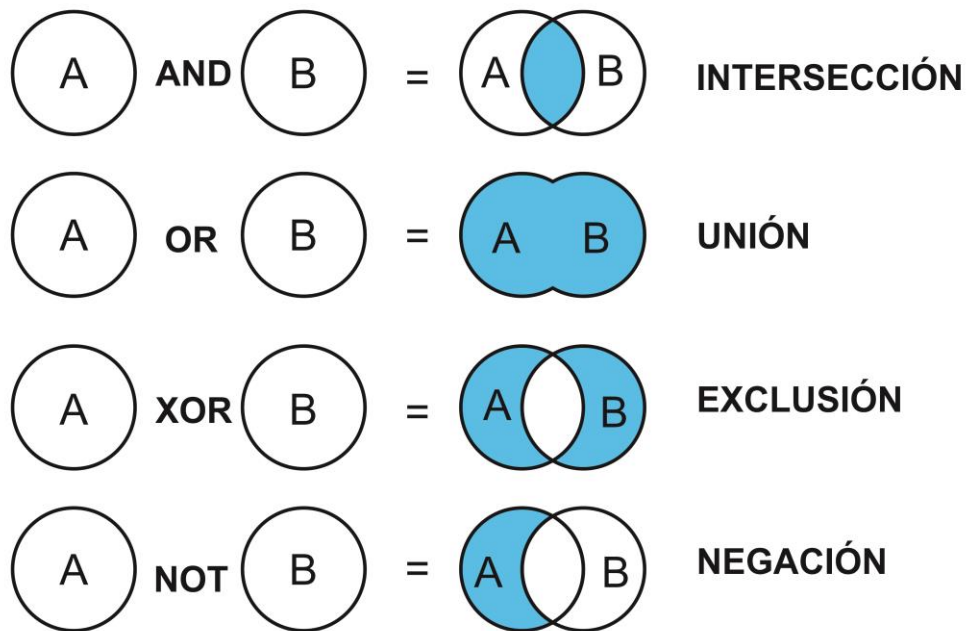 A AND B = A B INTERSECCIÓN
A OR B = A B UNIÓN
A XOR B = A B EXCLUSIÓN
A NOT B = A B NEGACIÓN